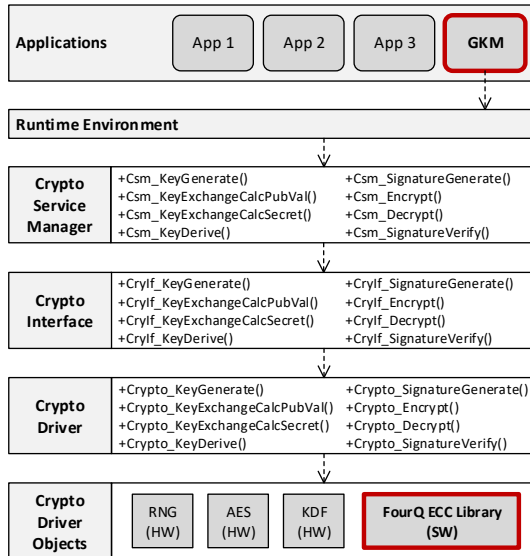 Applications
App 1
App 2
App 3
GKM
Runtime Environment
Crypto
Service
Manager
+Csm_KeyGenerate()
+Csm_KeyExchangeCalcPubVal()
+Csm_KeyExchangeCalcSecret()
+Csm_KeyDerive()
+Csm_SignatureGenerate()
+Csm_Encrypt()
+Csm_Decrypt()
+Csm_SignatureVerify()
Crypto
Interface
+CryIf_KeyGenerate()
+CryIf_KeyExchangeCalcPubVal()
+CryIf_KeyExchangeCalcSecret()
+CryIf_KeyDerive()
+CryIf_SignatureGenerate()
+CryIf_Encrypt()
+CryIf_Decrypt()
+CryIf_SignatureVerify()
Crypto
Driver
+Crypto_KeyGenerate()
+Crypto_KeyExchangeCalcPubVal()
+Crypto_KeyExchangeCalcSecret()
+Crypto_KeyDerive()
+Crypto_SignatureGenerate()
+Crypto_Encrypt()
+Crypto_Decrypt()
+Crypto_SignatureVerify()
Crypto
Driver
Objects
RNG
(HW)
AES
(HW)
KDF
(HW)
FourQ ECC Library
(SW)